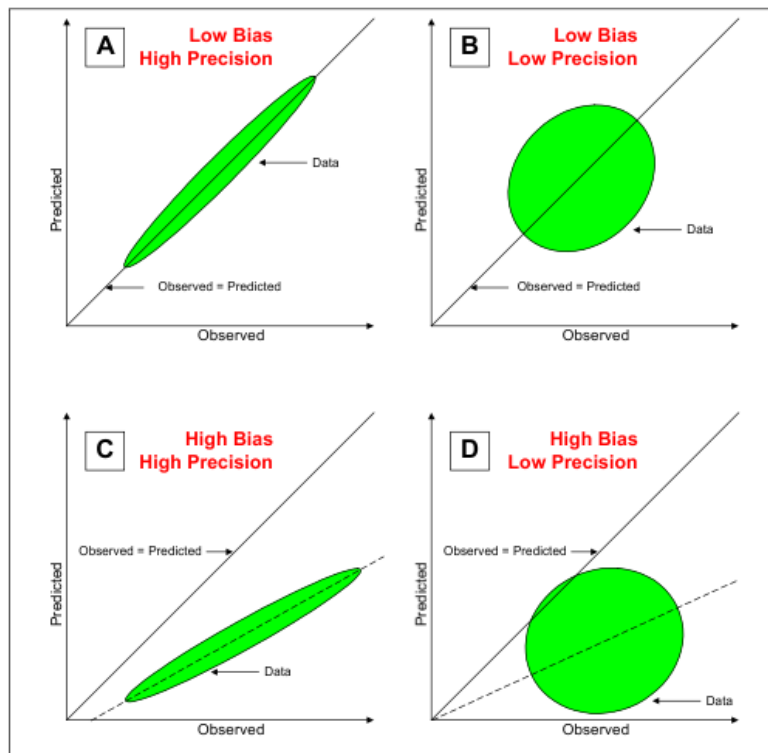 A
Low Bias
High Precision
Predicted
Data
Observed = Predicted
Observed
B
Low Bias
Low Precision
Predicted
Data
Observed = Predicted
Observed
C
High Bias
High Precision
Observed = Predicted
Predicted
Data
Observed
D
High Bias
Low Precision
Observed = Predicted
Predicted
Data
Observed